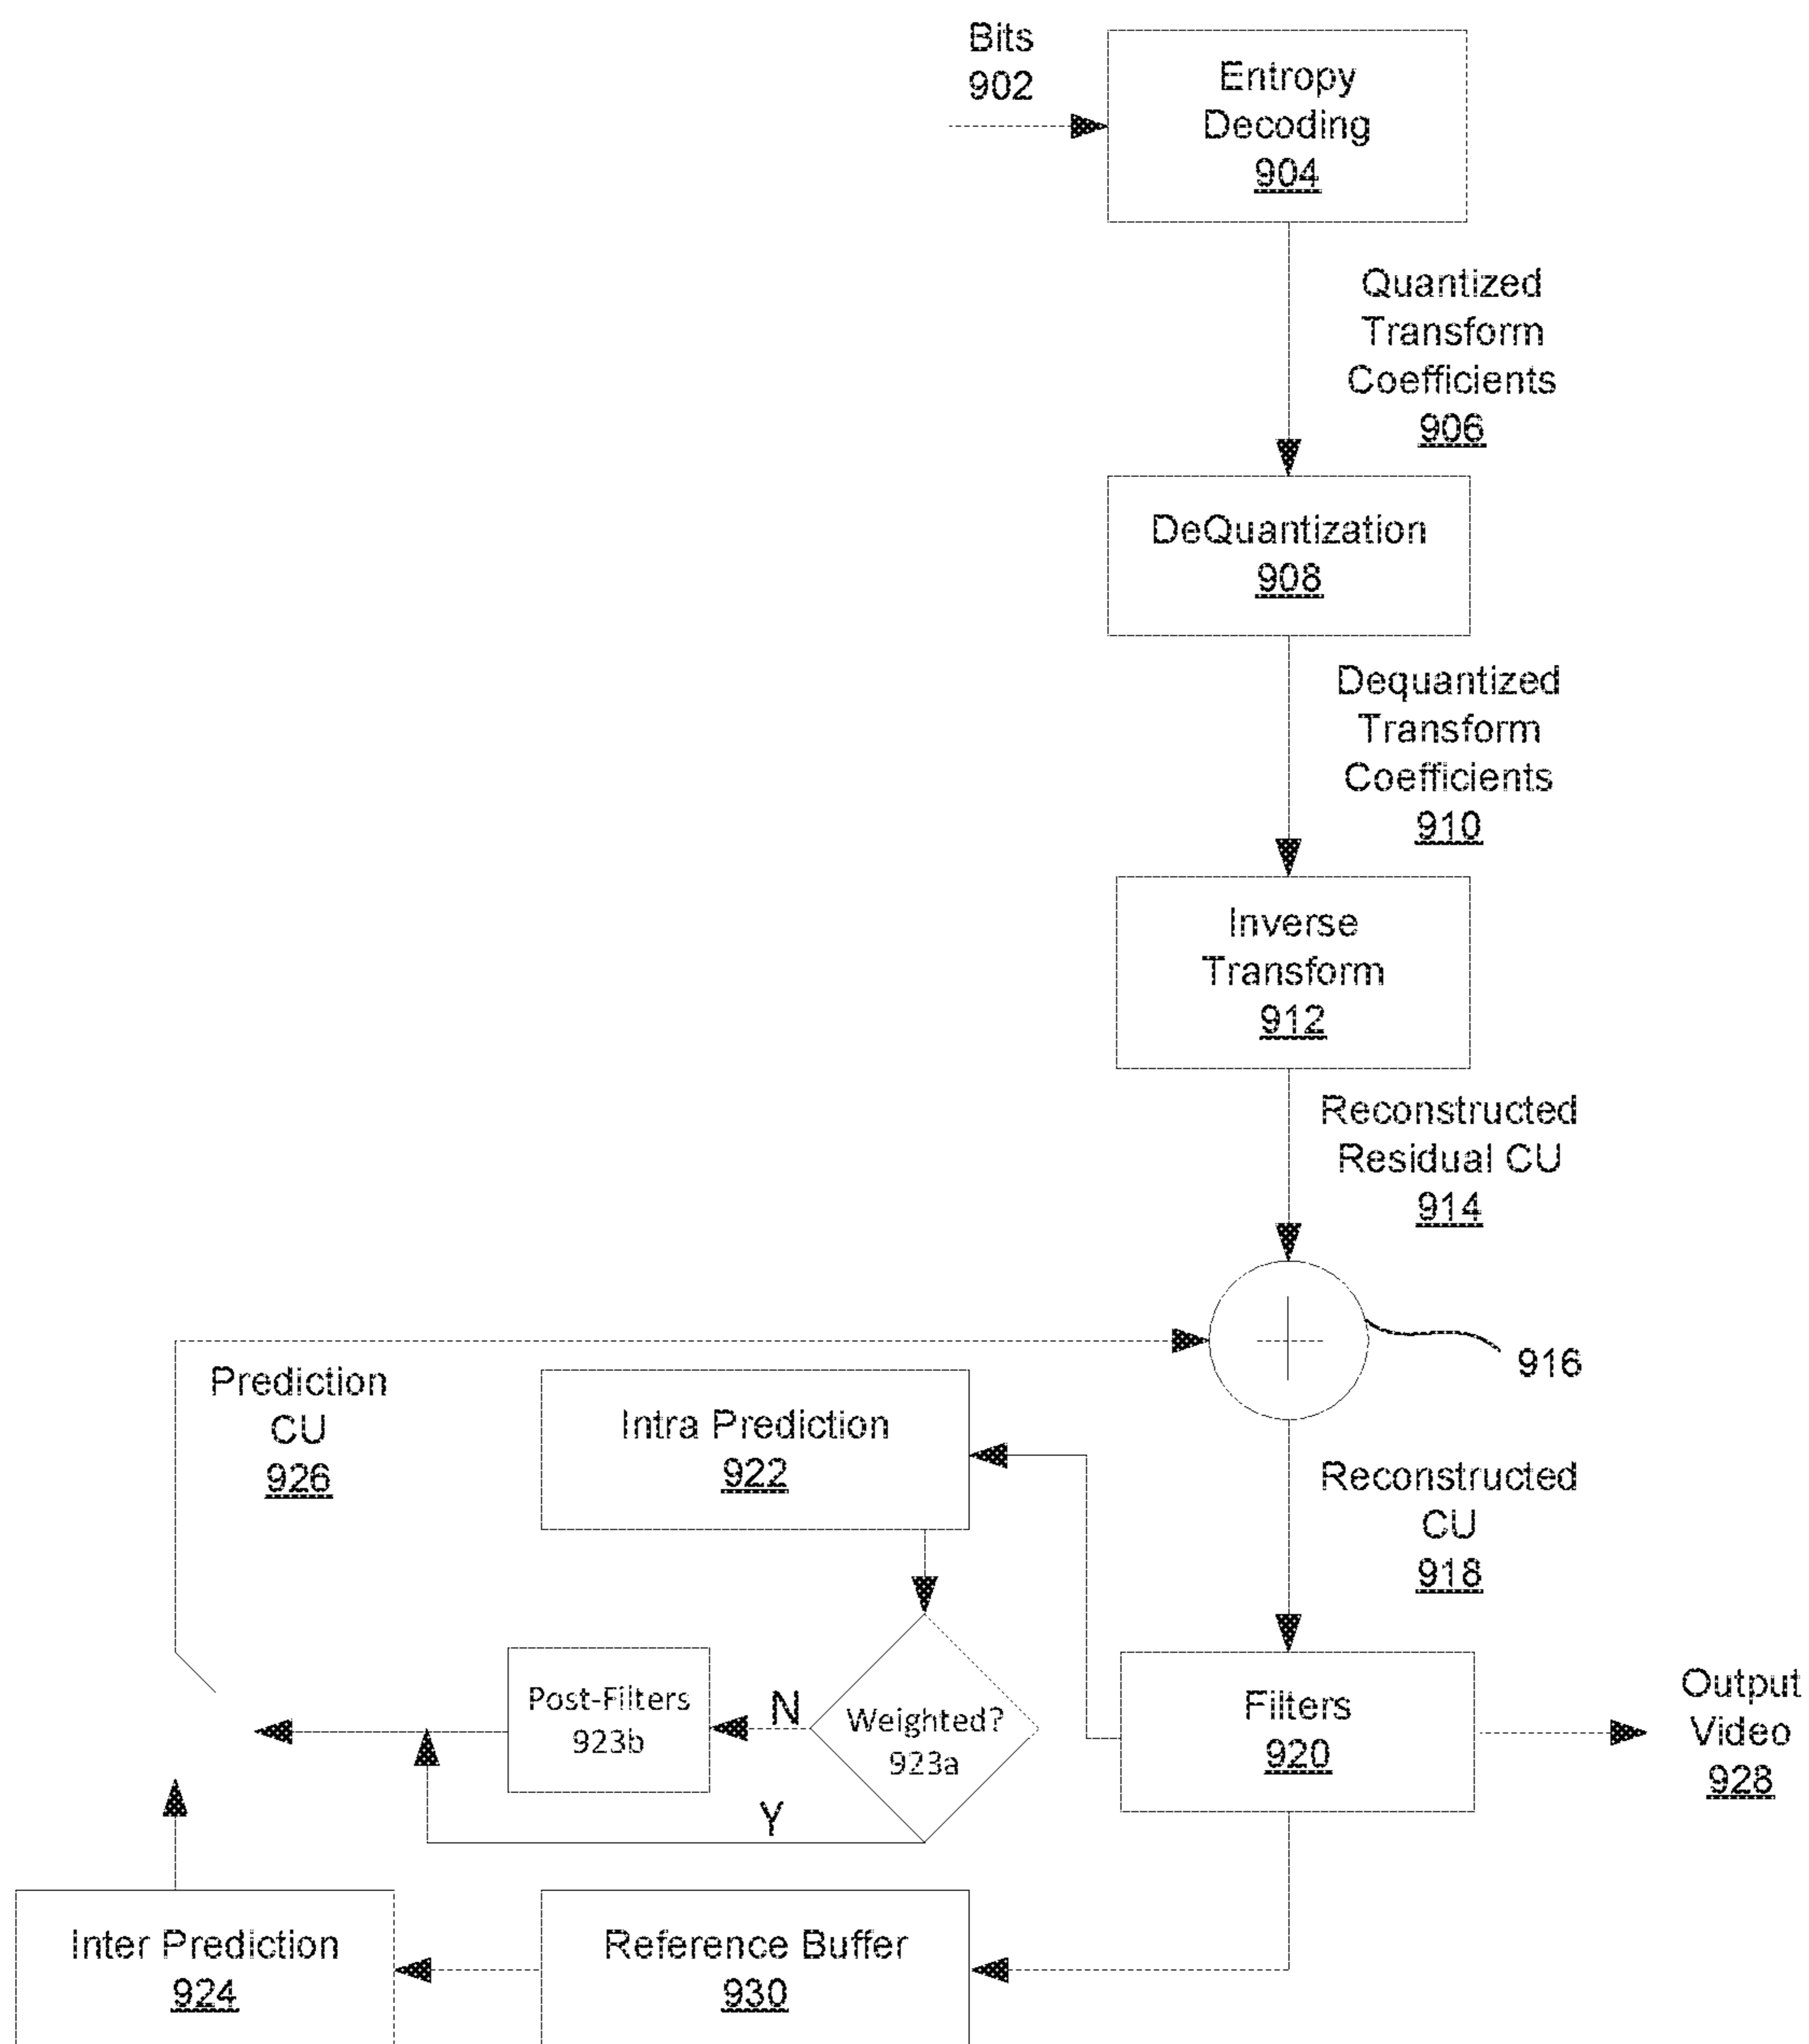 Bits
902
Entropy
Decoding
904
Quantized
Transform
Coefficients
906
DeQuantization
908
Dequantized
Transform
Coefficients
910
Inverse
Transform
912
Reconstructed
Residual CU
914
916
Prediction
CU
926
Intra Prediction
922
Reconstructed
CU
918
Post-Filters
923b
N
Weighted?
923a
Y
Filters
920
Output
Video
928
Inter Prediction
924
Reference Buffer
930